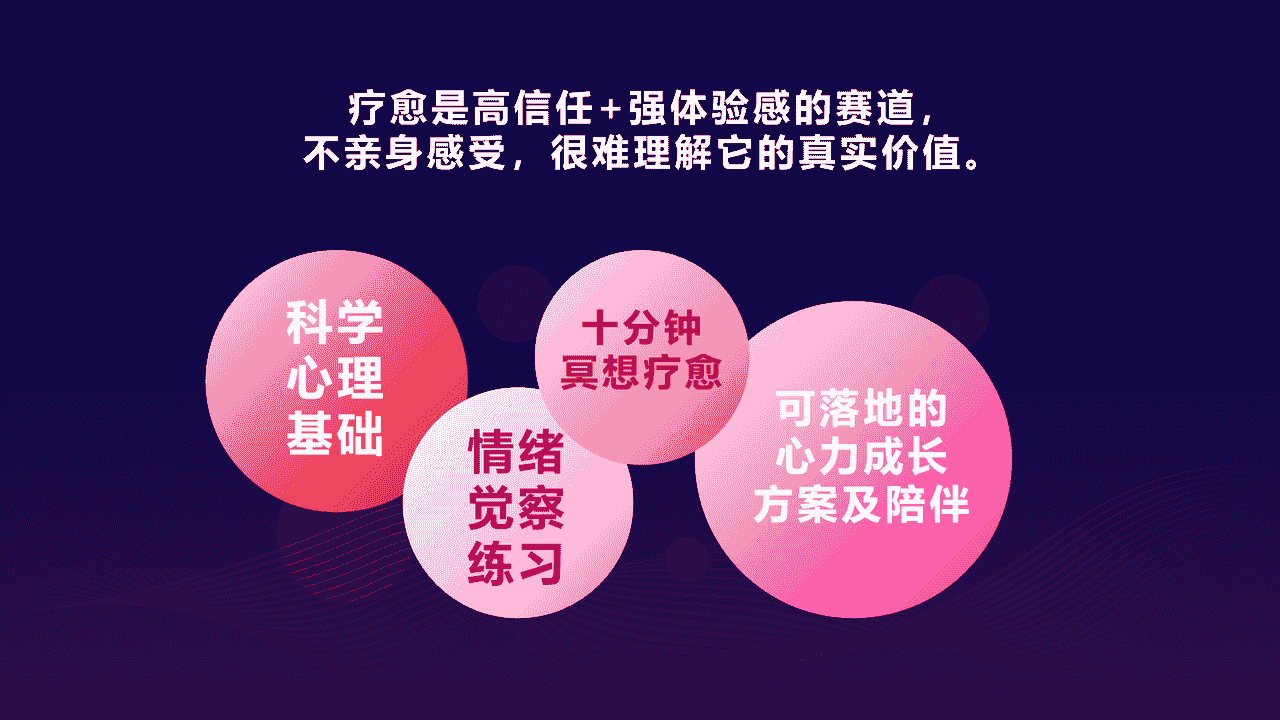 疗愈是高信任+强体验感的赛道，
不亲身感受，很难理解它的真实价值。
科学
心理
基础
情绪
觉察
练习
十分钟
冥想疗愈
可落地的
心力成长
方案及陪伴